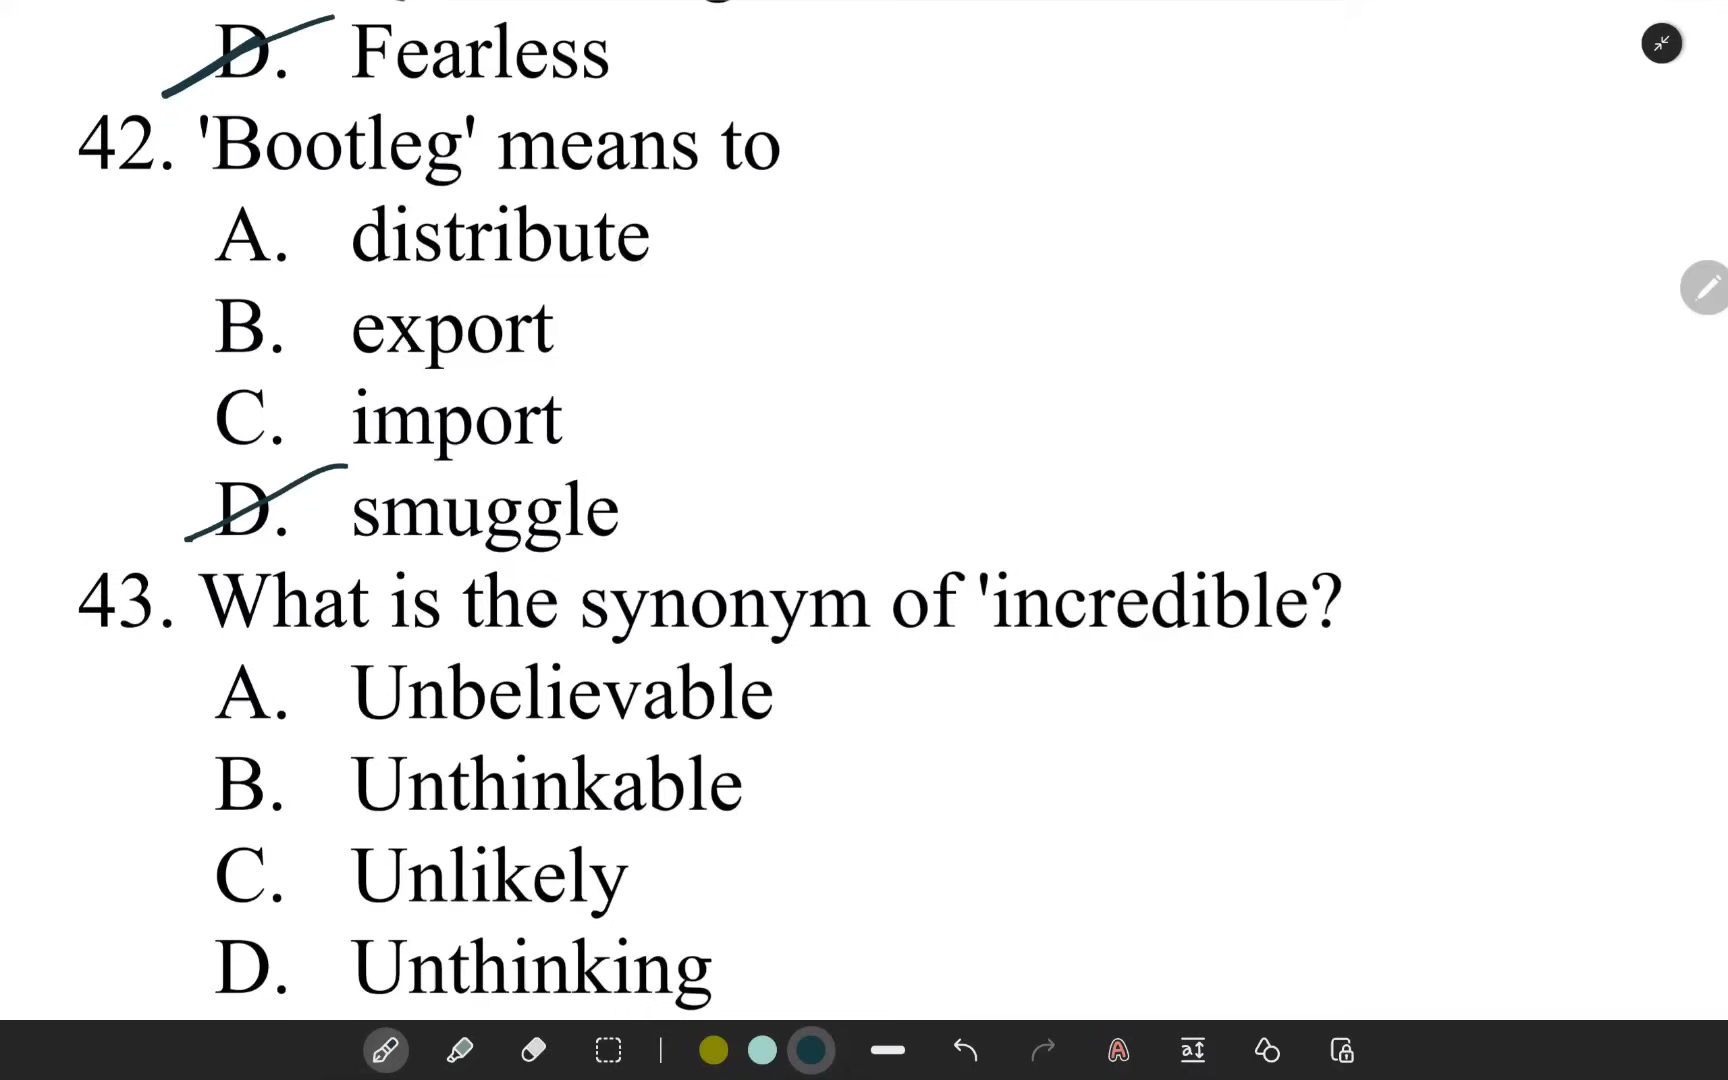 D. Fearless
42. 'Bootleg' means to
A. distribute
B. export
C. import
D. smuggle
43. What is the synonym of 'incredible?
A. Unbelievable
B. Unthinkable
C. Unlikely
D. Unthinking